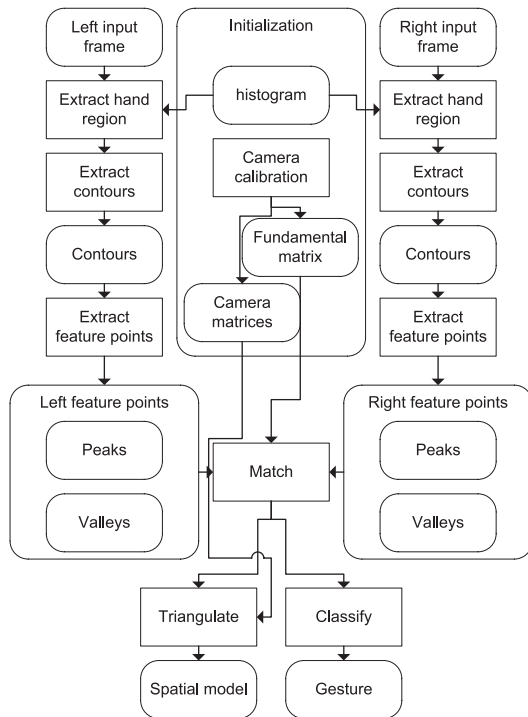 Left input
frame
Initialization
Right input
frame
Extract hand
region
histogram
Extract hand
region
Extract
contours
Camera
calibration
Extract
contours
Contours
Fundamental
matrix
Contours
Camera
matrices
Extract
feature points
Extract
feature points
Left feature points
Right feature points
Peaks
Match
Peaks
Valleys
Valleys
Triangulate
Classify
Spatial model
Gesture